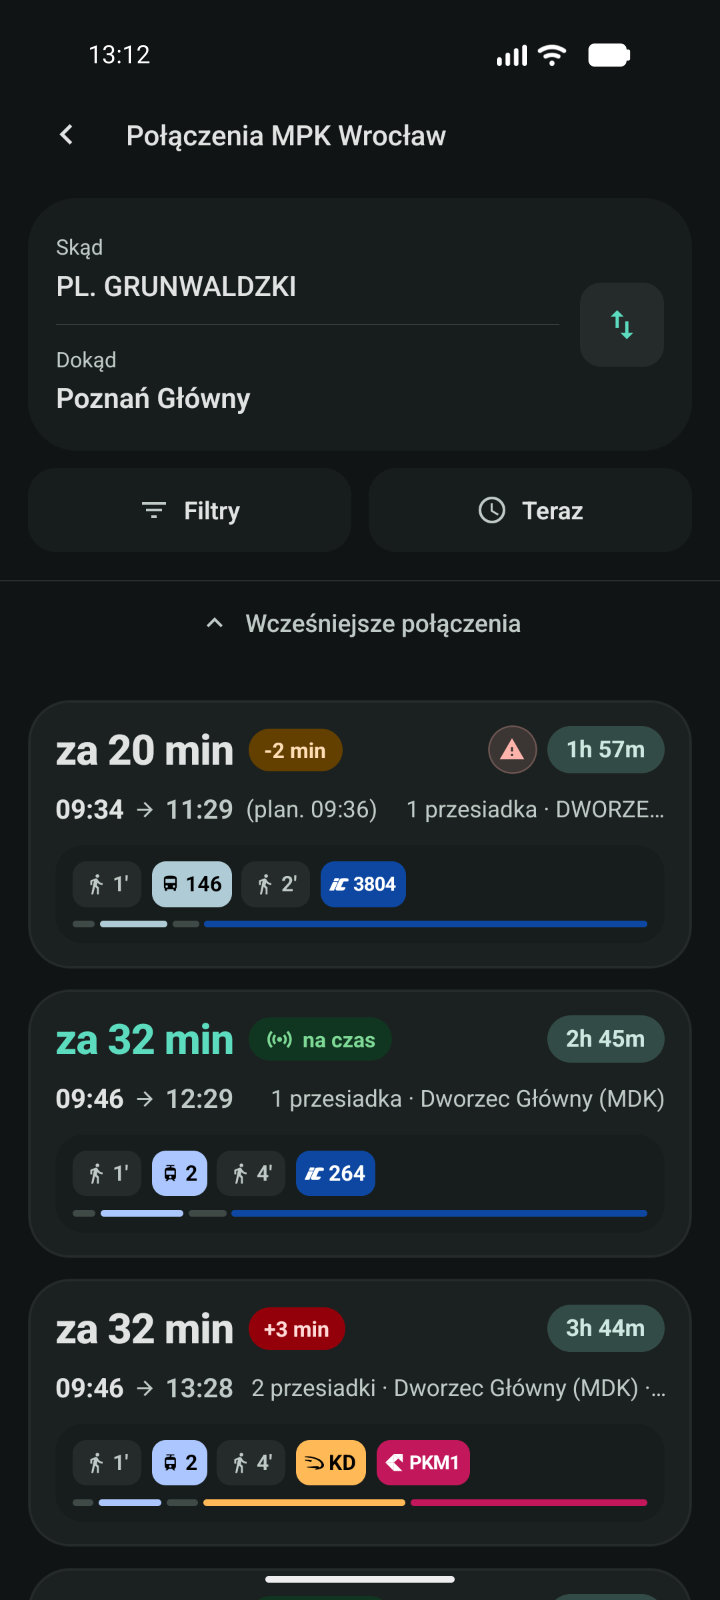 13:12
Połączenia MPK Wrocław
Skąd
PL. GRUNWALDZKI
Dokąd
Poznań Główny
Filtry
Teraz
Wcześniejsze połączenia
za 20 min -2 min 1h 57m
09:34 → 11:29 (plan. 09:36) 1 przesiadka · DWORZE...
1' 146 2' IC 3804
za 32 min na czas 2h 45m
09:46 → 12:29 1 przesiadka · Dworzec Główny (MDK)
1' 2 4' IC 264
za 32 min +3 min 3h 44m
09:46 → 13:28 2 przesiadki · Dworzec Główny (MDK) ·...
1' 2 4' KD PKM1